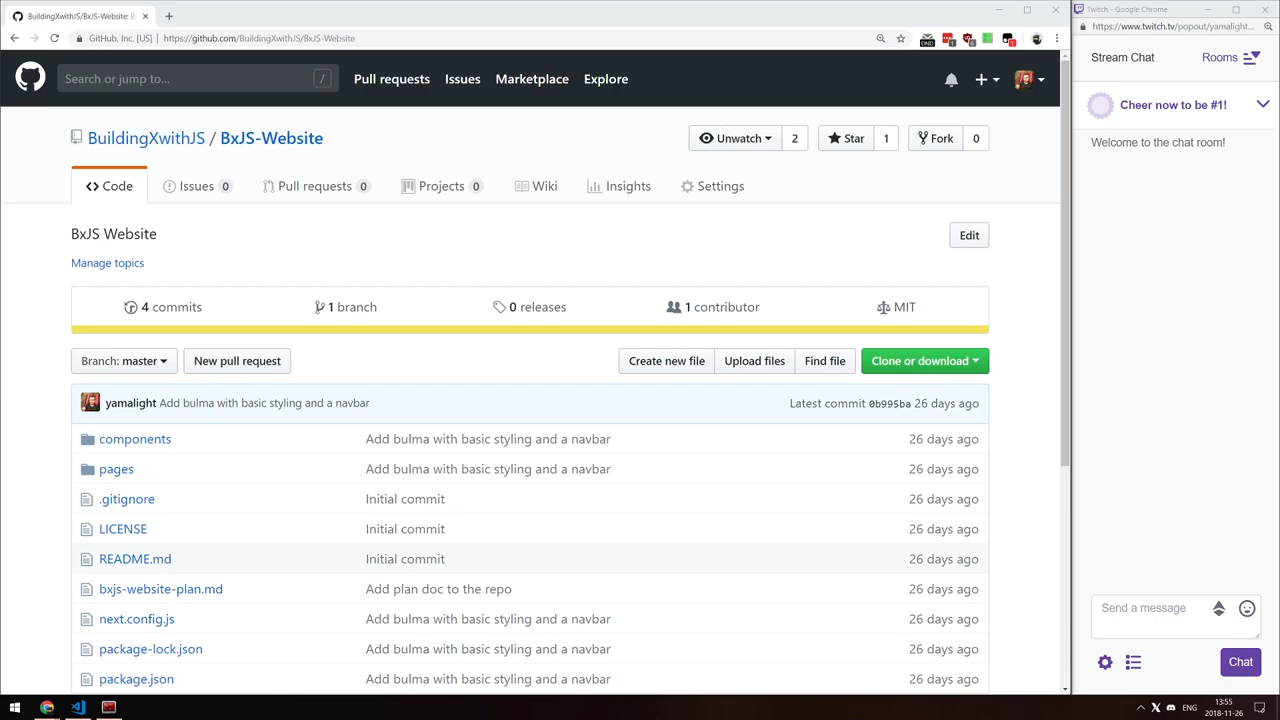 BuildingXwithJS/BxJS-Website: B
GitHub, Inc. [US] | https://github.com/BuildingXwithJS/BxJS-Website
Search or jump to... /
Pull requests Issues Marketplace Explore
BuildingXwithJS / BxJS-Website
Unwatch 2 Star 1 Fork 0
Code Issues 0 Pull requests 0 Projects 0 Wiki Insights Settings
BxJS Website Edit
Manage topics
4 commits 1 branch 0 releases 1 contributor MIT
Branch: master New pull request Create new file Upload files Find file Clone or download
yamalight Add bulma with basic styling and a navbar Latest commit 0b995ba 26 days ago
components Add bulma with basic styling and a navbar 26 days ago
pages Add bulma with basic styling and a navbar 26 days ago
.gitignore Initial commit 26 days ago
LICENSE Initial commit 26 days ago
README.md Initial commit 26 days ago
bxjs-website-plan.md Add plan doc to the repo 26 days ago
next.config.js Add bulma with basic styling and a navbar 26 days ago
package-lock.json Add bulma with basic styling and a navbar 26 days ago
package.json Add bulma with basic styling and a navbar 26 days ago
Twitch - Google Chrome
https://www.twitch.tv/popout/yamalight...
Stream Chat Rooms
Cheer now to be #1!
Welcome to the chat room!
Send a message
Chat
ENG
13:55
2018-11-26